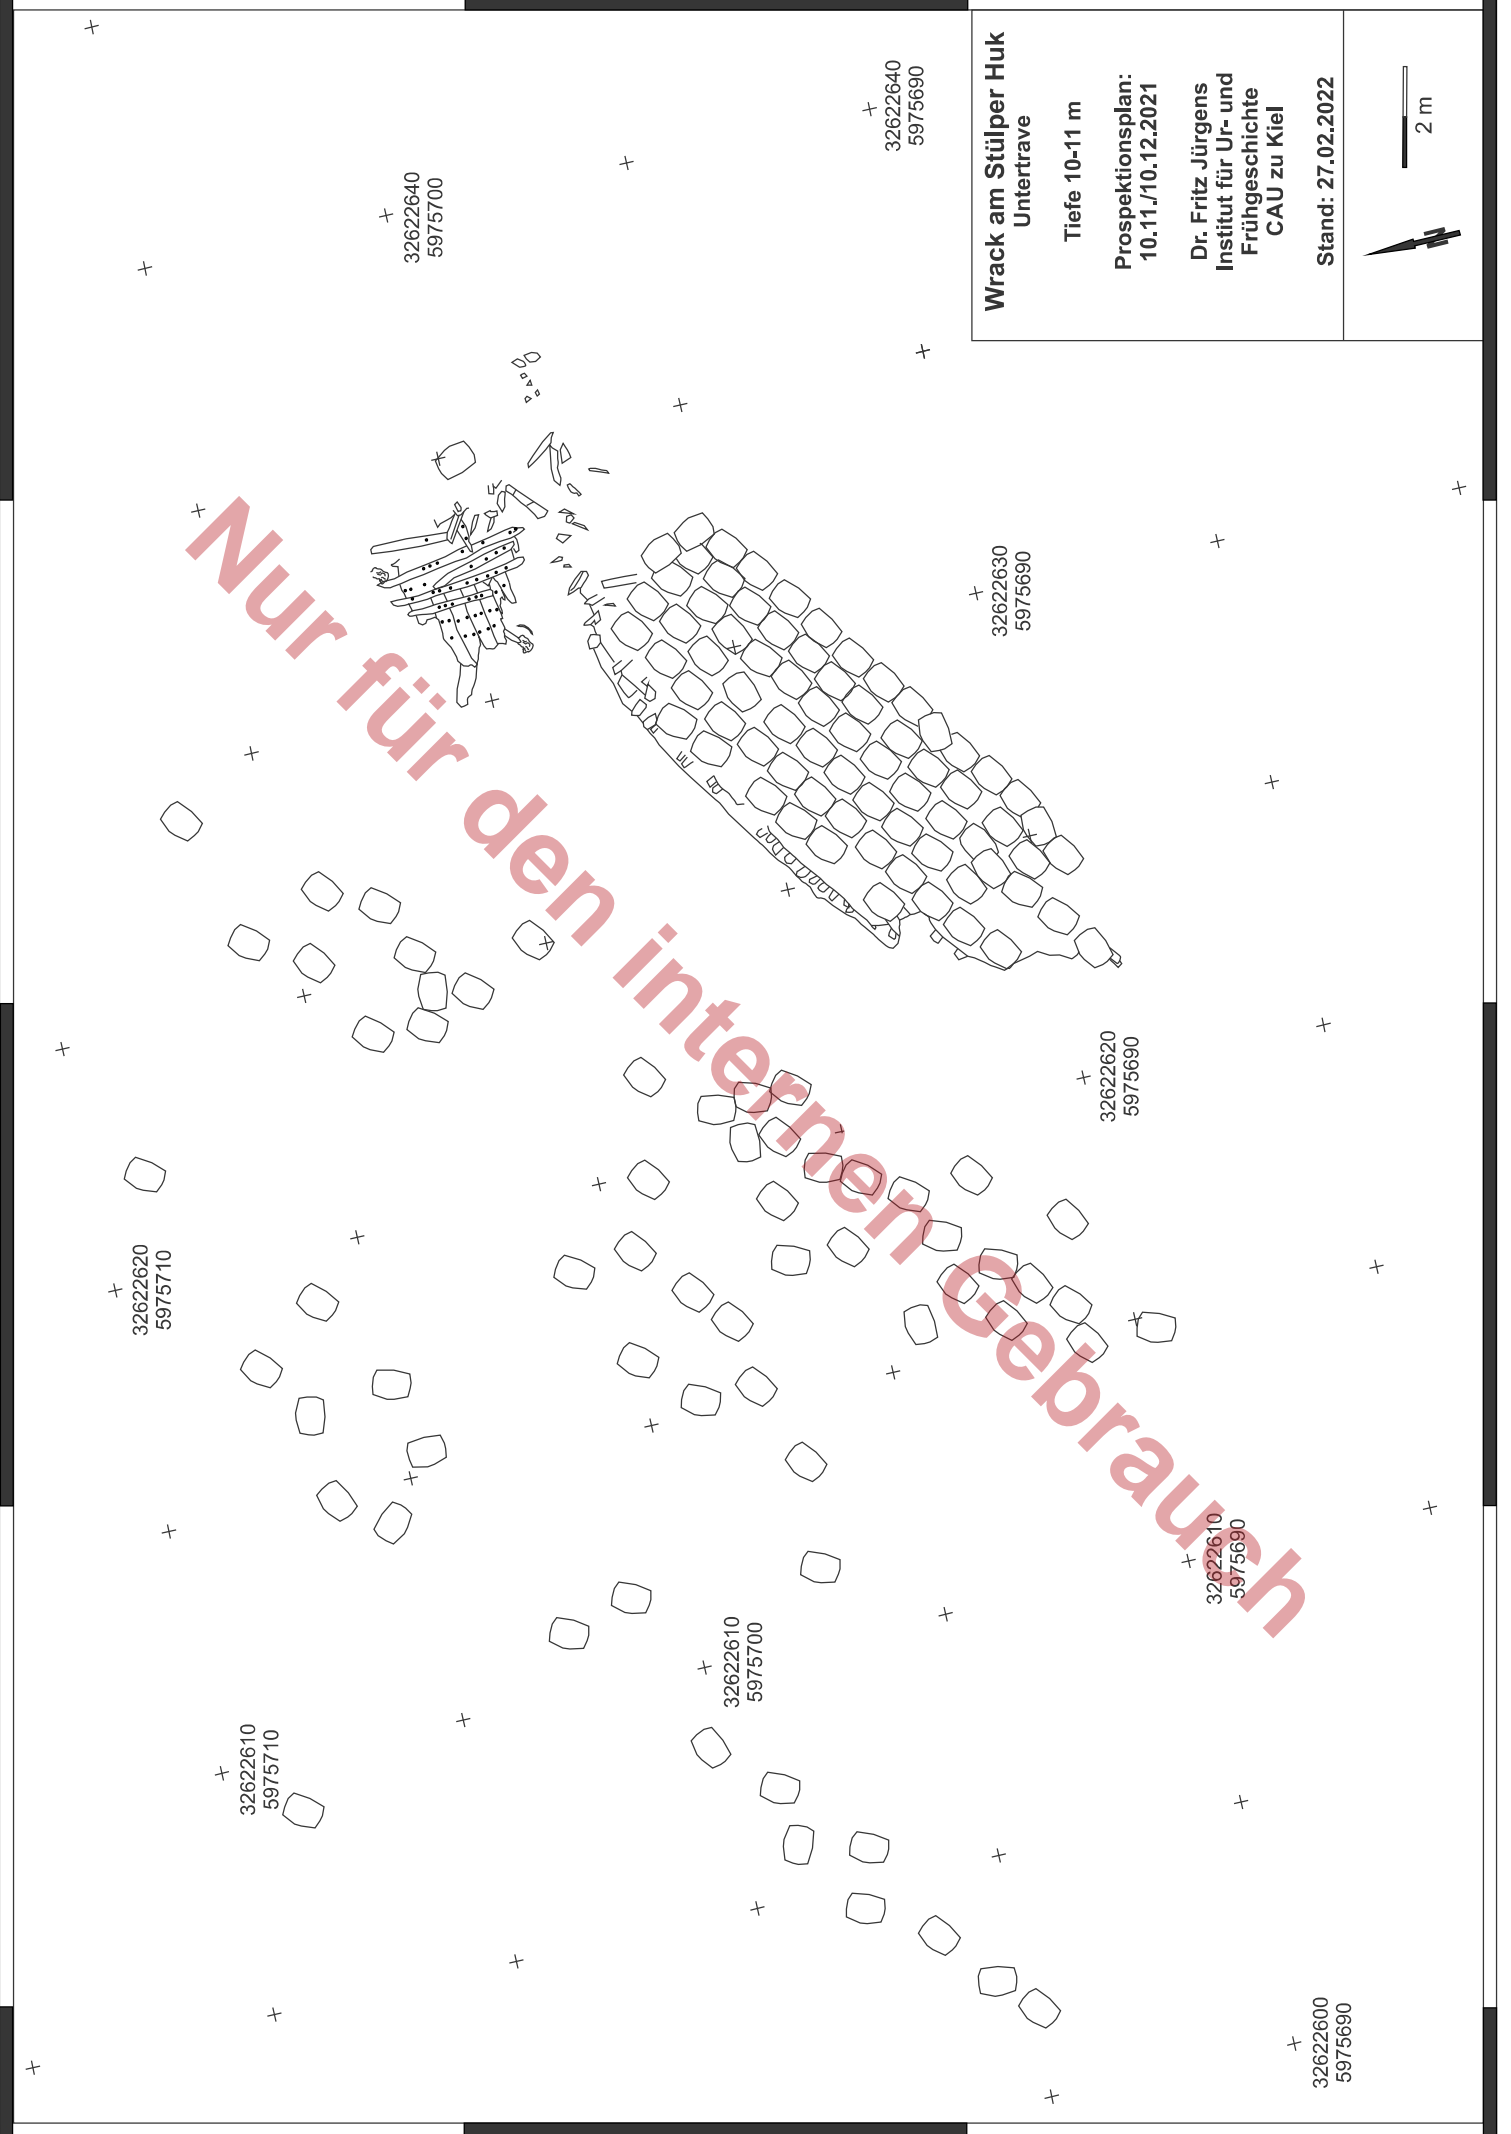 Wrack am Stülper Huk
Untertrave
Tiefe 10-11 m
Prospektionsplan:
10.11./10.12.2021
Dr. Fritz Jürgens
Institut für Ur- und
Frühgeschichte
CAU zu Kiel
Stand: 27.02.2022
N
2 m
32622640
5975700
32622640
5975690
32622630
5975690
32622620
5975710
32622620
5975690
32622610
5975710
32622610
5975700
32622610
5975690
32622600
5975690
Nur für den internen Gebrauch